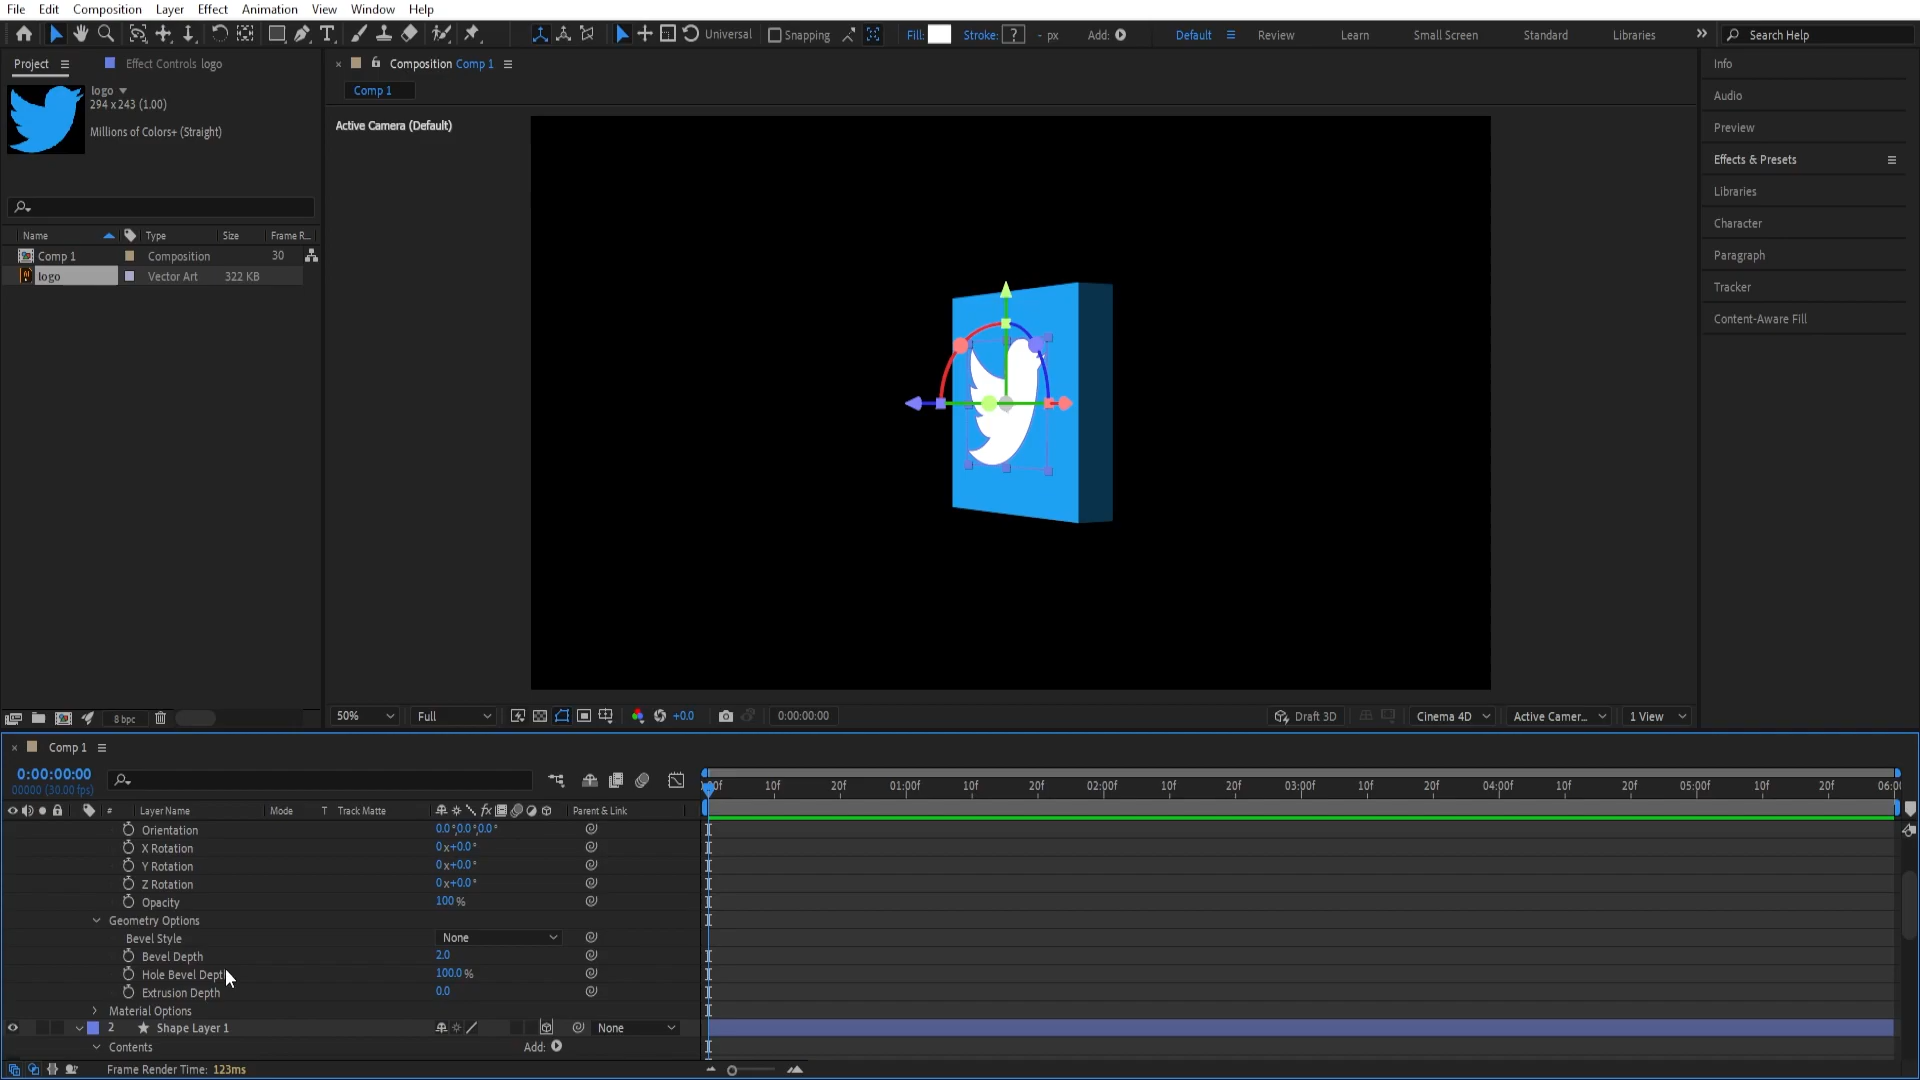 File Edit Composition Layer Effect Animation View Window Help
Universal Snapping Fill: Stroke: ? - px Add: Default Review Learn Small Screen Standard Libraries Search Help
Project Effect Controls logo
Composition Comp 1
Comp 1
logo
294 x 243 (1.00)
Millions of Colors+ (Straight)
Active Camera (Default)
Name Type Size Frame R...
Comp 1 Composition 30
logo Vector Art 322 KB
Info
Audio
Preview
Effects & Presets
Libraries
Character
Paragraph
Tracker
Content-Aware Fill
8 bpc
50% Full +0.0 0:00:00:00 Draft 3D Cinema 4D Active Camer... 1 View
Comp 1
0:00:00:00
00000 (30.00 fps)
10f 20f 01:00f 10f 20f 02:00f 10f 20f 03:00f 10f 20f 04:00f 10f 20f 05:00f 10f 20f 06:0
# Layer Name Mode T Track Matte fx Parent & Link
Orientation 0.0°,0.0°,0.0°
X Rotation 0x+0.0°
Y Rotation 0x+0.0°
Z Rotation 0x+0.0°
Opacity 100%
Geometry Options
Bevel Style None
Bevel Depth 2.0
Hole Bevel Depth 100.0%
Extrusion Depth 0.0
Material Options
2 Shape Layer 1 None
Contents Add:
Frame Render Time: 123ms